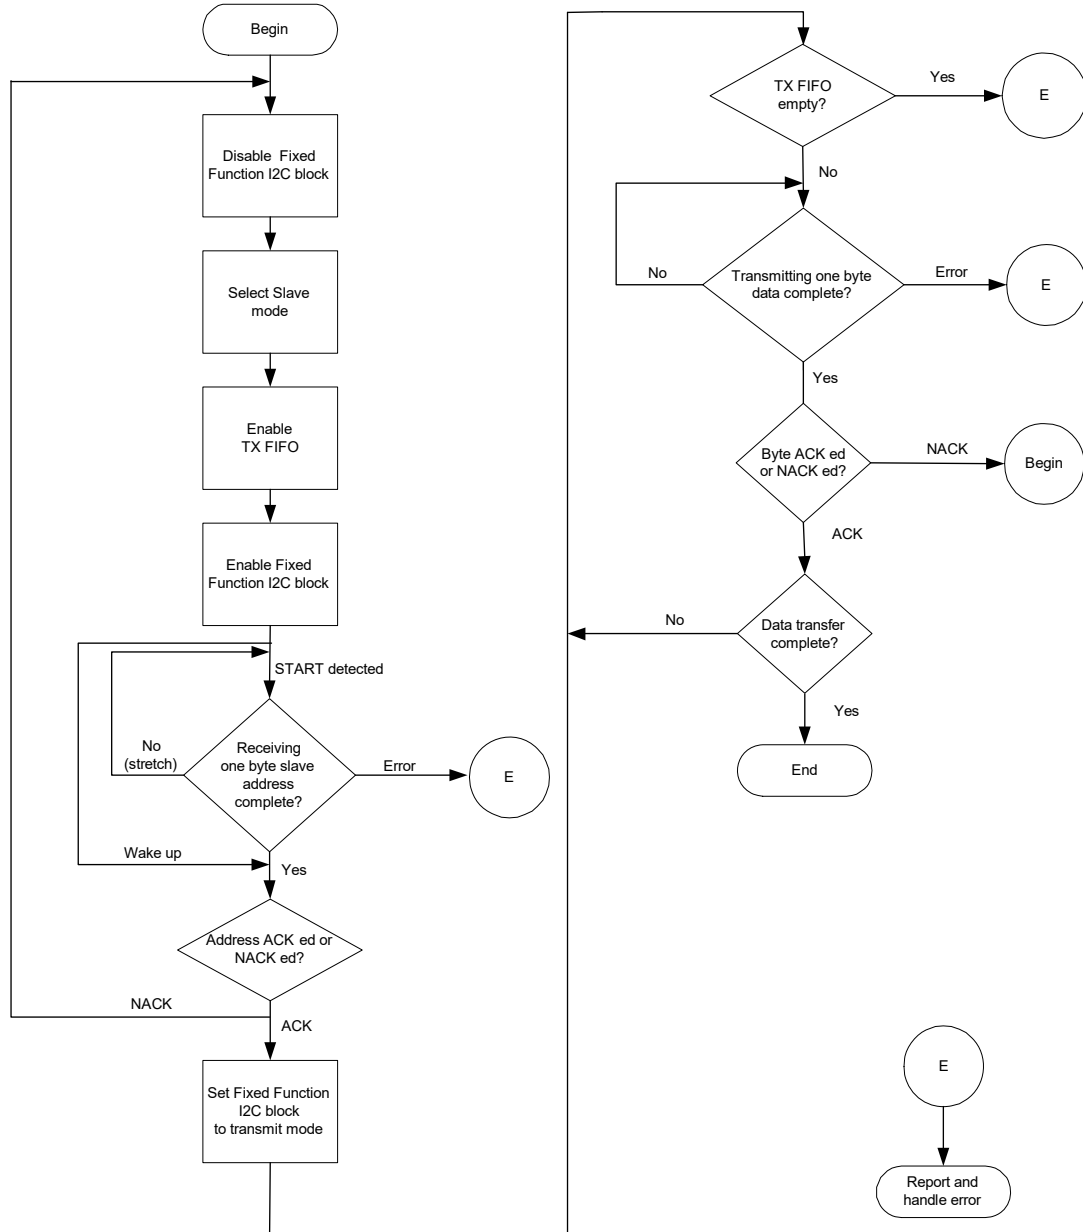 Begin
Disable Fixed
Function I2C block
Select Slave
mode
Enable
TX FIFO
Enable Fixed
Function I2C block
START detected
No
(stretch)
Receiving
one byte slave
address
complete?
Error
E
Wake up
Yes
Address ACK ed or
NACK ed?
NACK
ACK
Set Fixed Function
I2C block
to transmit mode
TX FIFO
empty?
Yes
E
No
No
Transmitting one byte
data complete?
Error
E
Yes
Byte ACK ed
or NACK ed?
NACK
Begin
ACK
No
Data transfer
complete?
Yes
End
E
Report and
handle error